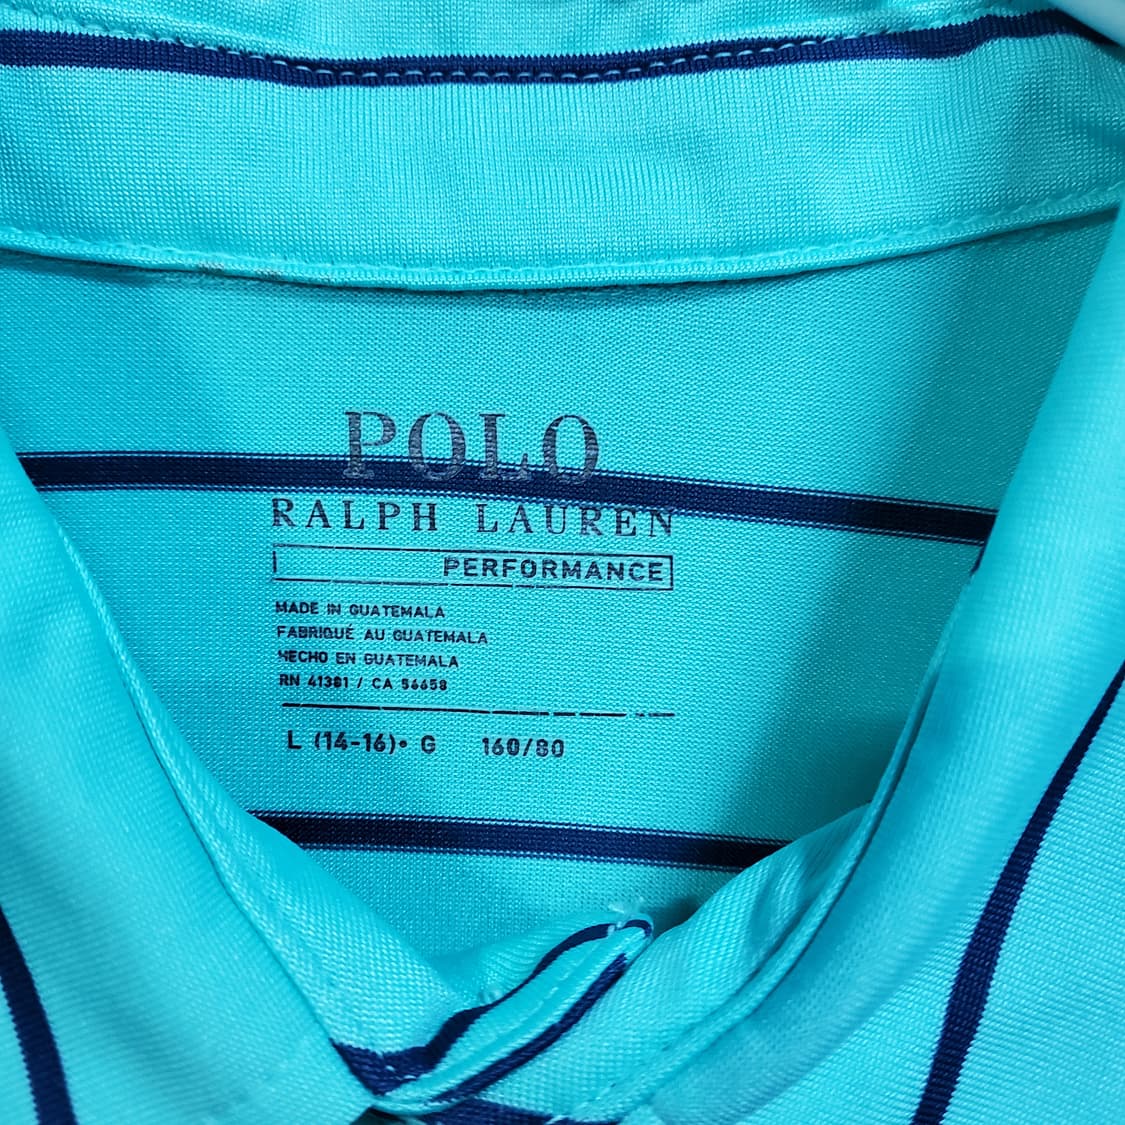 POLO
RALPH LAUREN
PERFORMANCE
MADE IN GUATEMALA
FABRIQUÉ AU GUATEMALA
HECHO EN GUATEMALA
RN 41381 / CA 56658
L (14-16)• G 160/80